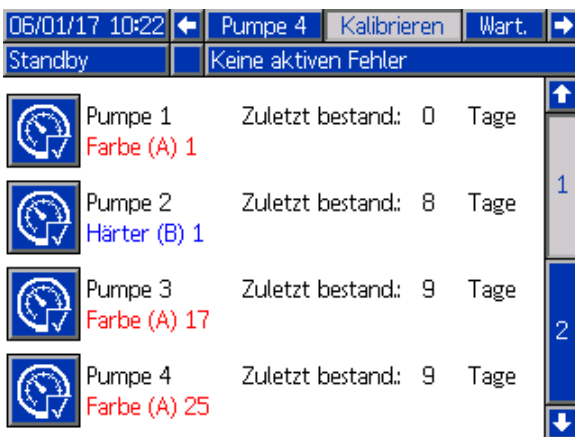 06/01/17 10:22 Pumpe 4 Kalibrieren Wart.
Standby Keine aktiven Fehler
Pumpe 1 Zuletzt bestand.: 0 Tage
Farbe (A) 1
1
Pumpe 2 Zuletzt bestand.: 8 Tage
Härter (B) 1
Pumpe 3 Zuletzt bestand.: 9 Tage
Farbe (A) 17
2
Pumpe 4 Zuletzt bestand.: 9 Tage
Farbe (A) 25